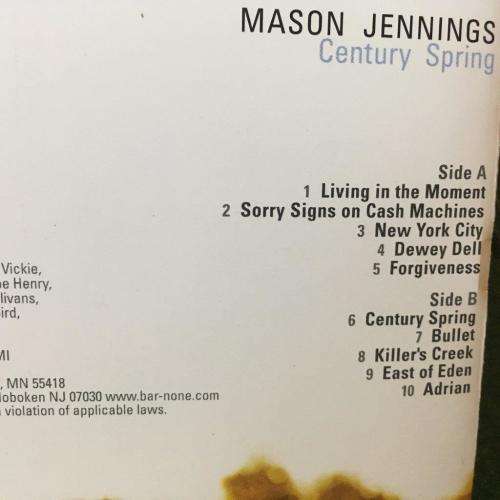 MASON JENNINGS
Century Spring
Side A
1 Living in the Moment
2 Sorry Signs on Cash Machines
3 New York City
4 Dewey Dell
5 Forgiveness
Side B
6 Century Spring
7 Bullet
8 Killer's Creek
9 East of Eden
10 Adrian
Vickie,
Henry,
MI
, MN 55418
Hoboken NJ 07030 www.bar-none.com
violation of applicable laws.